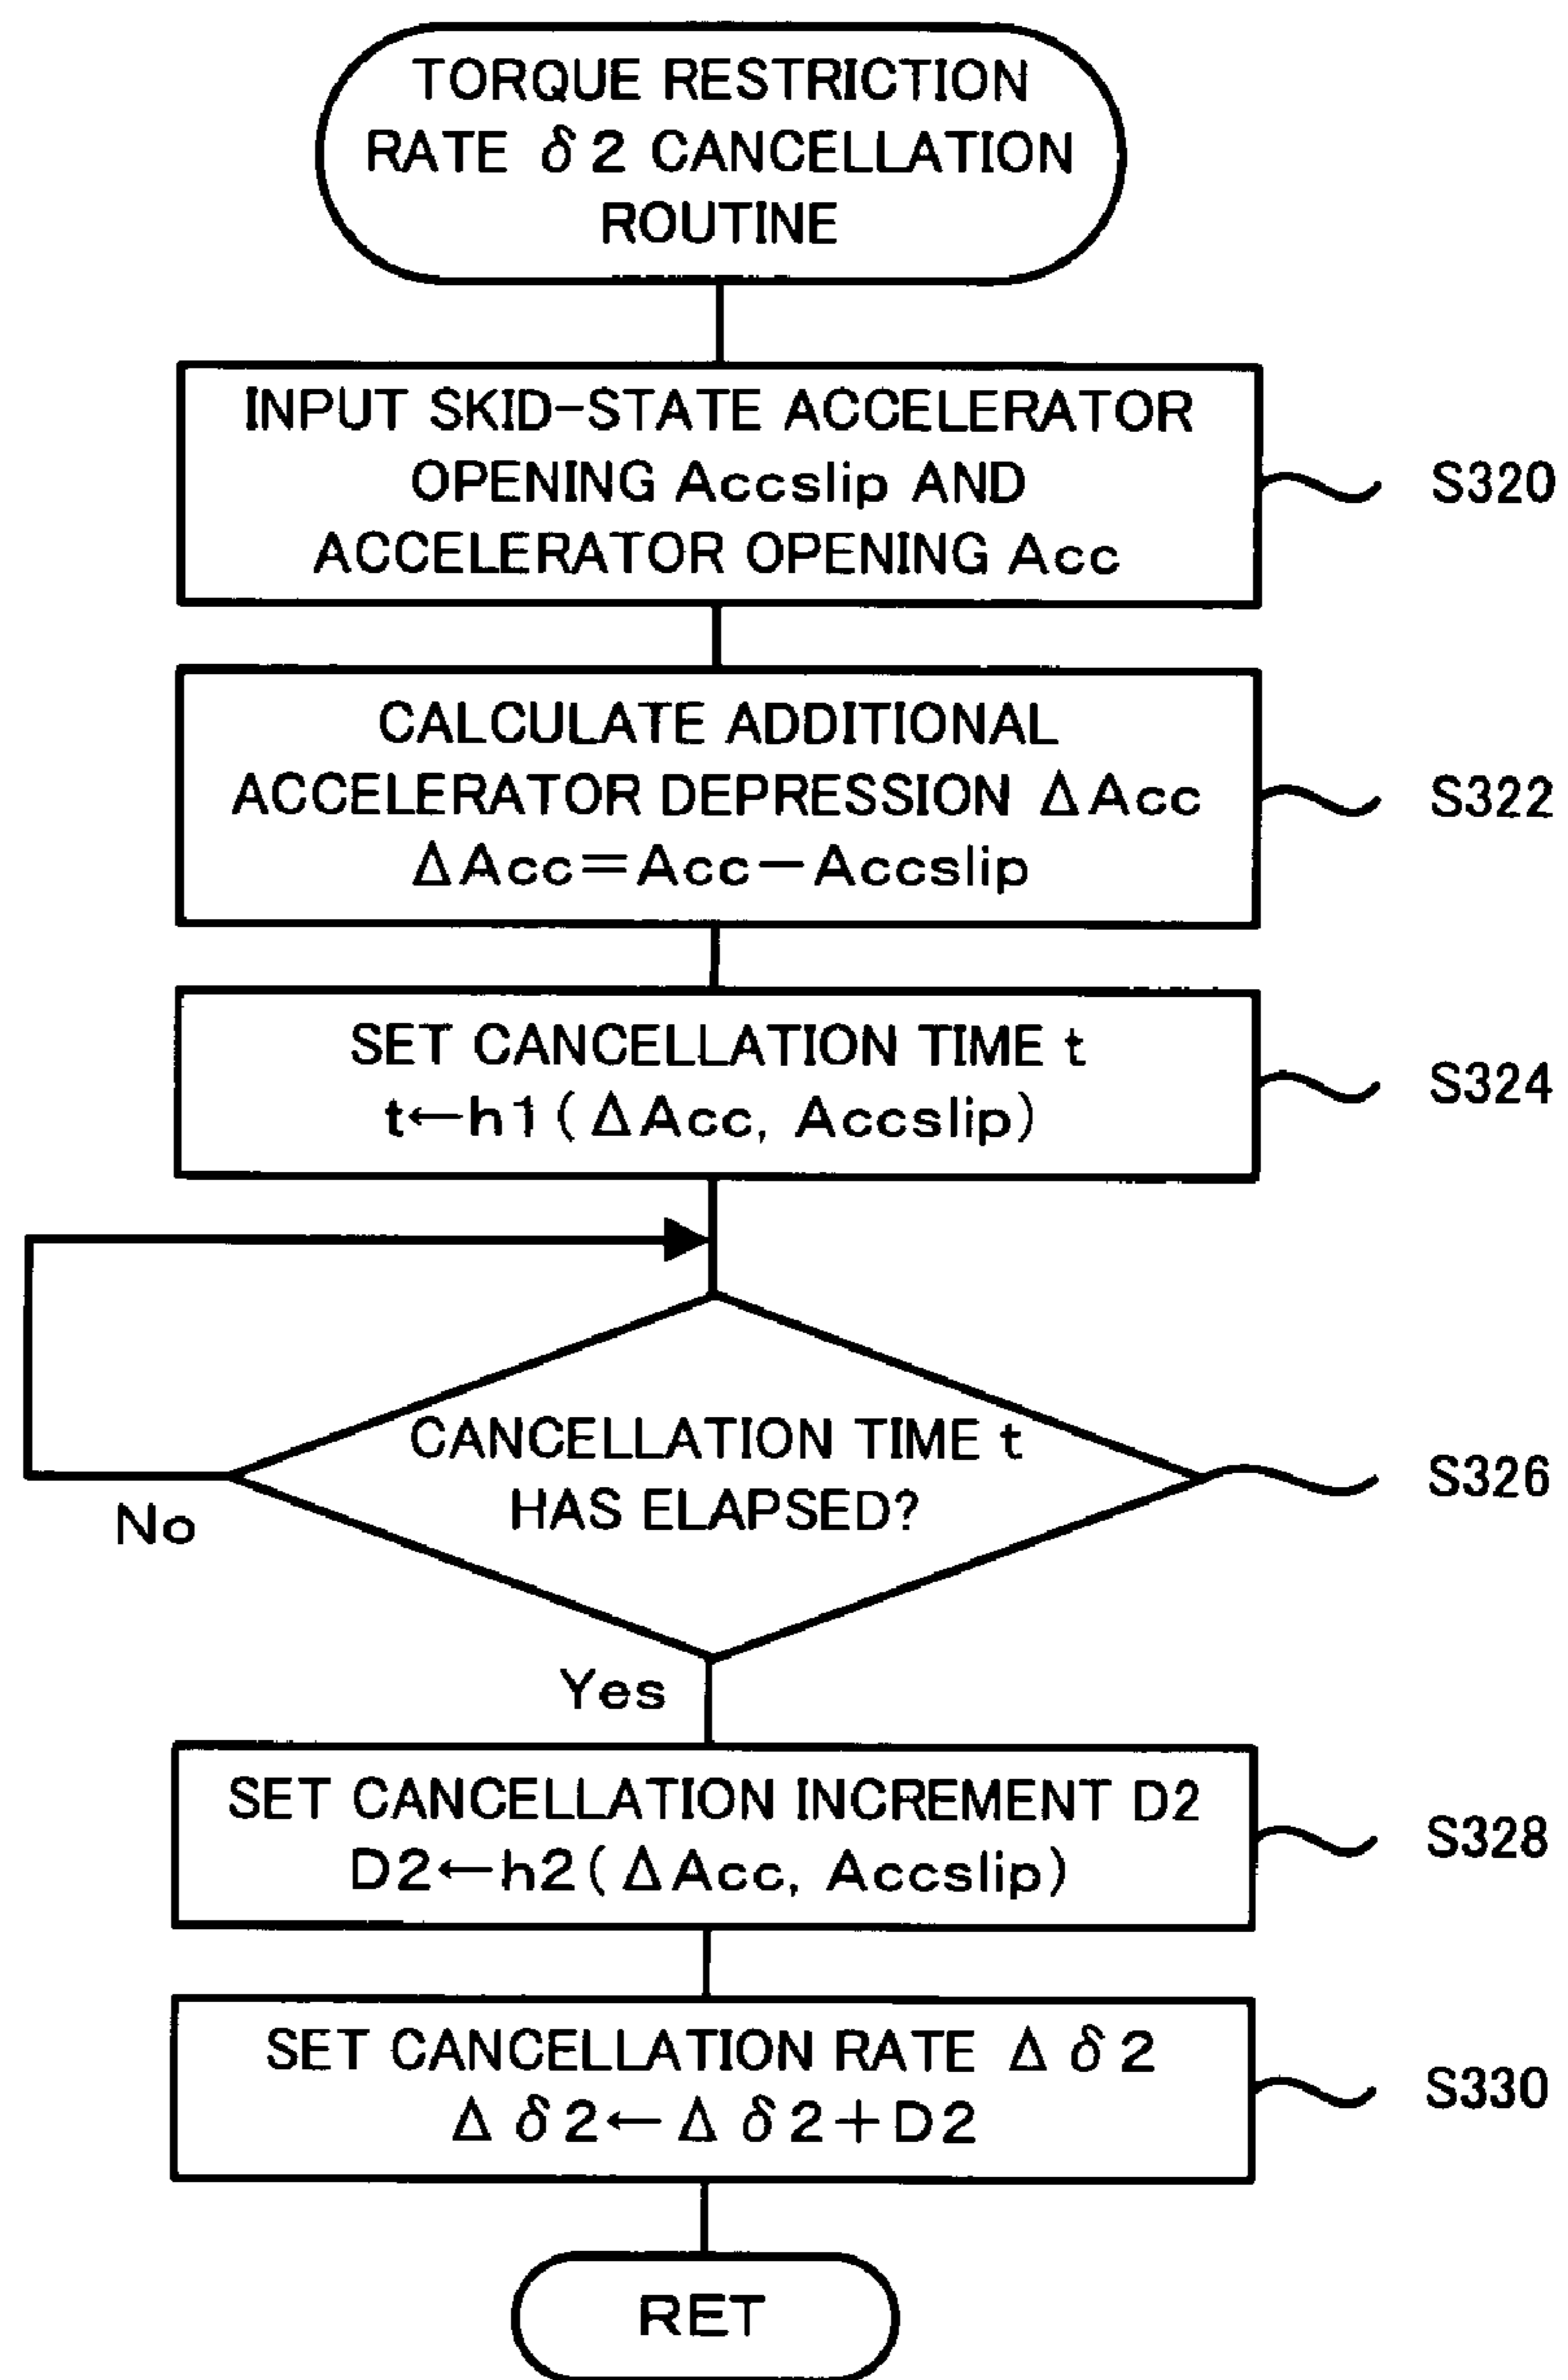 TORQUE RESTRICTION
RATE δ2 CANCELLATION
ROUTINE
INPUT SKID-STATE ACCELERATOR
OPENING Accslip AND
ACCELERATOR OPENING Acc
S320
CALCULATE ADDITIONAL
ACCELERATOR DEPRESSION ΔAcc
ΔAcc=Acc-Accslip
S322
SET CANCELLATION TIME t
t←h1(ΔAcc, Accslip)
S324
CANCELLATION TIME t
HAS ELAPSED?
S326
No
Yes
SET CANCELLATION INCREMENT D2
D2←h2(ΔAcc, Accslip)
S328
SET CANCELLATION RATE Δδ2
Δδ2←Δδ2+D2
S330
RET